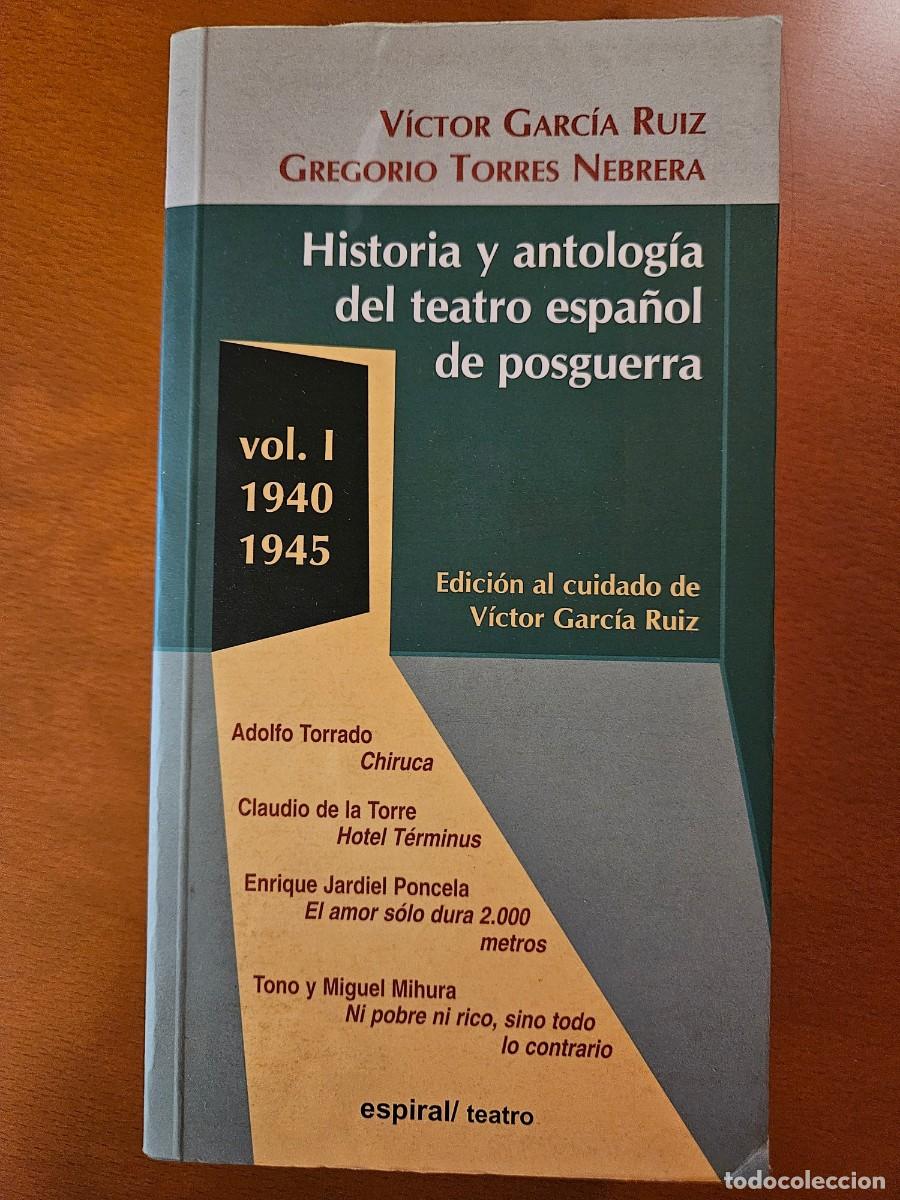 VÍCTOR GARCÍA RUIZ
GREGORIO TORRES NEBRERA
Historia y antología
del teatro español
de posguerra
vol. I
1940
1945
Edición al cuidado de
Víctor García Ruiz
Adolfo Torrado
Chiruca
Claudio de la Torre
Hotel Términus
Enrique Jardiel Poncela
El amor sólo dura 2.000
metros
Tono y Miguel Mihura
Ni pobre ni rico, sino todo
lo contrario
espiral/ teatro
todocoleccion